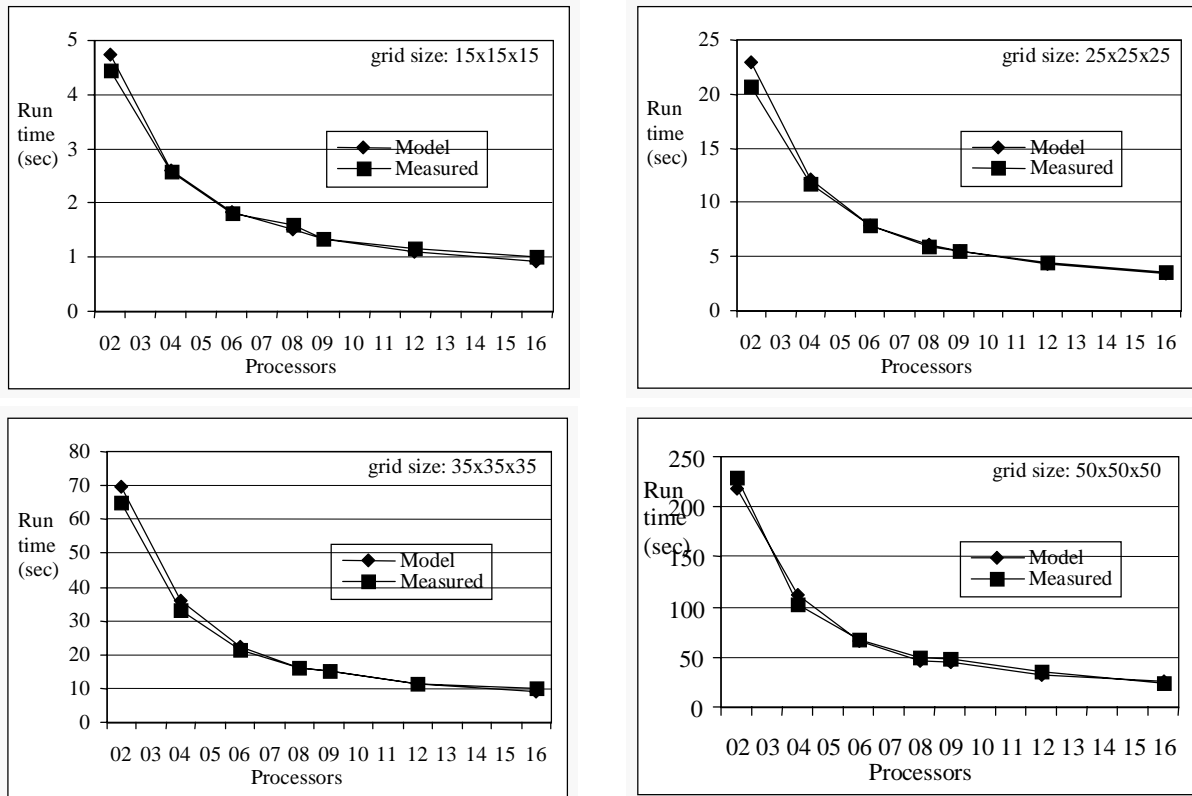 grid size: 15x15x15
5
4
3
2
1
0
Run
time
(sec)
Model
Measured
02 03 04 05 06 07 08 09 10 11 12 13 14 15 16
Processors
grid size: 25x25x25
25
20
15
10
5
0
Run
time
(sec)
Model
Measured
02 03 04 05 06 07 08 09 10 11 12 13 14 15 16
Processors
grid size: 35x35x35
80
70
60
50
40
30
20
10
0
Run
time
(sec)
Model
Measured
02 03 04 05 06 07 08 09 10 11 12 13 14 15 16
Processors
grid size: 50x50x50
250
200
150
100
50
0
Run
time
(sec)
Model
Measured
02 03 04 05 06 07 08 09 10 11 12 13 14 15 16
Processors